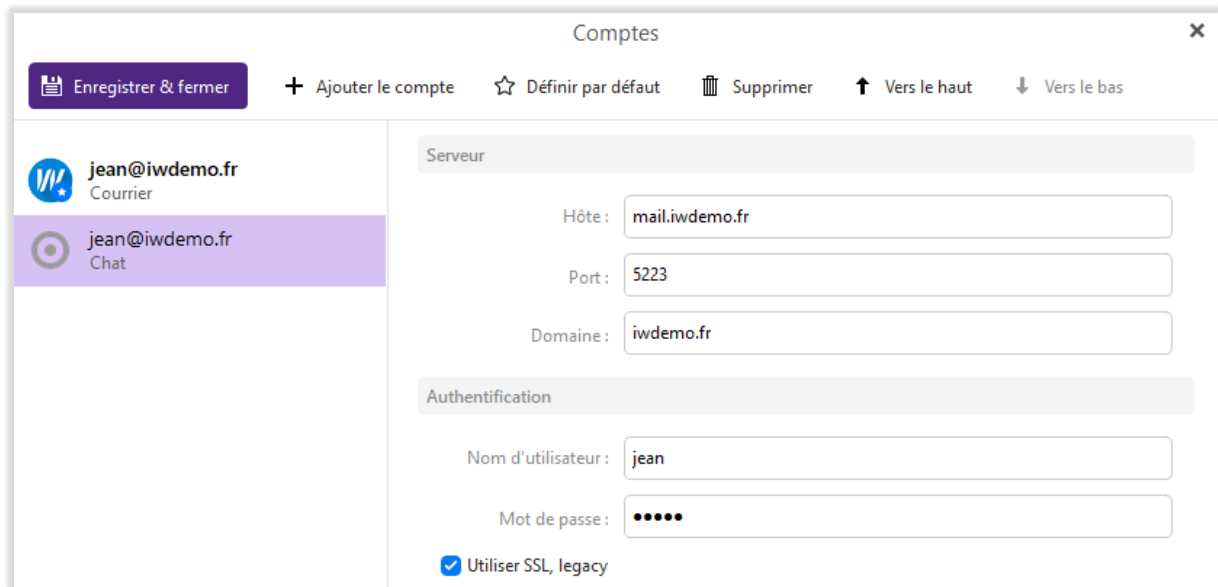 Comptes
Enregistrer & fermer
Ajouter le compte
Définir par défaut
Supprimer
Vers le haut
Vers le bas
jean@iwdemo.fr
Courrier
jean@iwdemo.fr
Chat
Serveur
Hôte : mail.iwdemo.fr
Port : 5223
Domaine : iwdemo.fr
Authentification
Nom d'utilisateur : jean
Mot de passe : •••••
Utiliser SSL, legacy